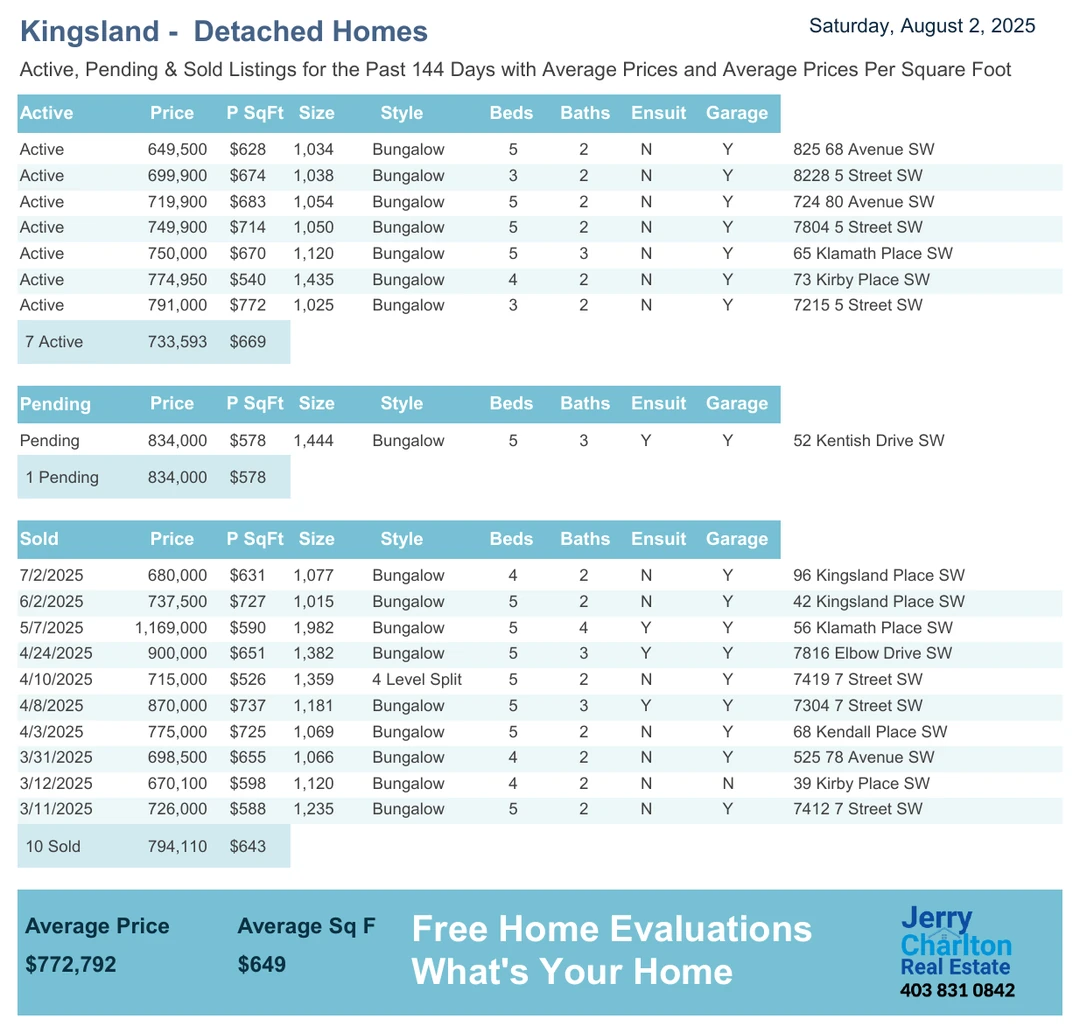 Kingsland - Detached Homes
Saturday, August 2, 2025
Active, Pending & Sold Listings for the Past 144 Days with Average Prices and Average Prices Per Square Foot
Active Price P SqFt Size Style Beds Baths Ensuit Garage
Active 649,500 $628 1,034 Bungalow 5 2 N Y 825 68 Avenue SW
Active 699,900 $674 1,038 Bungalow 3 2 N Y 8228 5 Street SW
Active 719,900 $683 1,054 Bungalow 5 2 N Y 724 80 Avenue SW
Active 749,900 $714 1,050 Bungalow 5 2 N Y 7804 5 Street SW
Active 750,000 $670 1,120 Bungalow 5 3 N Y 65 Klamath Place SW
Active 774,950 $540 1,435 Bungalow 4 2 N Y 73 Kirby Place SW
Active 791,000 $772 1,025 Bungalow 3 2 N Y 7215 5 Street SW
7 Active 733,593 $669
Pending Price P SqFt Size Style Beds Baths Ensuit Garage
Pending 834,000 $578 1,444 Bungalow 5 3 Y Y 52 Kentish Drive SW
1 Pending 834,000 $578
Sold Price P SqFt Size Style Beds Baths Ensuit Garage
7/2/2025 680,000 $631 1,077 Bungalow 4 2 N Y 96 Kingsland Place SW
6/2/2025 737,500 $727 1,015 Bungalow 5 2 N Y 42 Kingsland Place SW
5/7/2025 1,169,000 $590 1,982 Bungalow 5 4 Y Y 56 Klamath Place SW
4/24/2025 900,000 $651 1,382 Bungalow 5 3 Y Y 7816 Elbow Drive SW
4/10/2025 715,000 $526 1,359 4 Level Split 5 2 N Y 7419 7 Street SW
4/8/2025 870,000 $737 1,181 Bungalow 5 3 Y Y 7304 7 Street SW
4/3/2025 775,000 $725 1,069 Bungalow 5 2 N Y 68 Kendall Place SW
3/31/2025 698,500 $655 1,066 Bungalow 4 2 N Y 525 78 Avenue SW
3/12/2025 670,100 $598 1,120 Bungalow 4 2 N N 39 Kirby Place SW
3/11/2025 726,000 $588 1,235 Bungalow 5 2 N Y 7412 7 Street SW
10 Sold 794,110 $643
Average Price Average Sq F
$772,792 $649
Free Home Evaluations
What's Your Home
Jerry
Charlton
Real Estate
403 831 0842